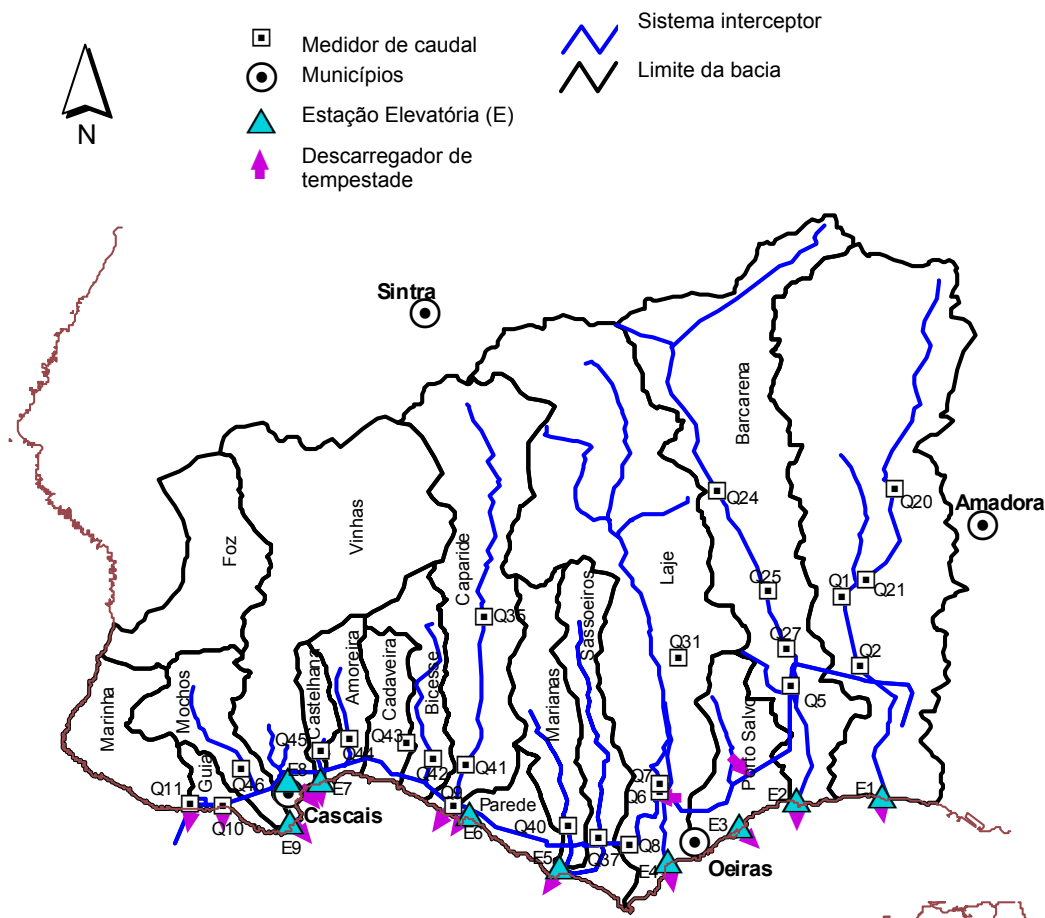 Sistema interceptor
Medidor de caudal
Limite da bacia
Municípios
Estação Elevatória (E)
Descarregador de
tempestade
N
Sintra
Barcarena
Q24
Q20
Amadora
Foz
Vinhas
Caparide
Laje
Q25
Q1
Q21
Q35
Sassoeiros
Q27
Q31
Q2
Marinha
Mochos
Castelhana
Amoreira
Cadaveira
Bicesse
Marianas
Q5
Porto Salvo
Q45
Q44
Q43
Q42
Q41
Guia
Q46
E8
E7
Q11
Q10
Cascais
E9
Q9
E6
Parede
Q7
Q6
E2
E1
Q40
Q37
Q8
E3
Oeiras
E5
E4